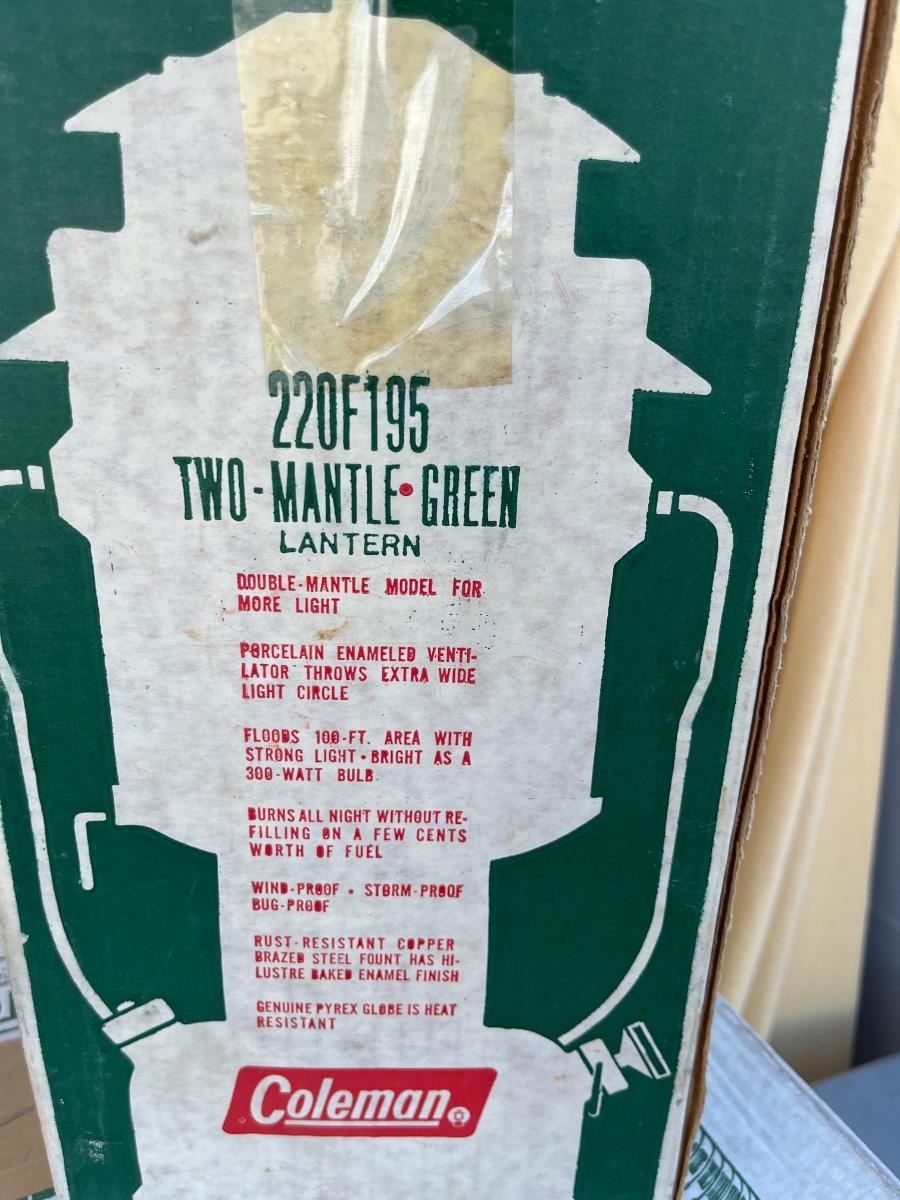 220F195
TWO-MANTLE•GREEN
LANTERN
DOUBLE-MANTLE MODEL FOR
MORE LIGHT
PORCELAIN ENAMELED VENTI-
LATOR THROWS EXTRA WIDE
LIGHT CIRCLE
FLOODS 100-FT. AREA WITH
STRONG LIGHT•BRIGHT AS A
300-WATT BULB.
BURNS ALL NIGHT WITHOUT RE-
FILLING ON A FEW CENTS
WORTH OF FUEL
WIND-PROOF • STORM-PROOF
BUG-PROOF
RUST-RESISTANT COPPER
BRAZED STEEL FOUNT HAS HI-
LUSTRE BAKED ENAMEL FINISH
GENUINE PYREX GLOBE IS HEAT
RESISTANT
Coleman